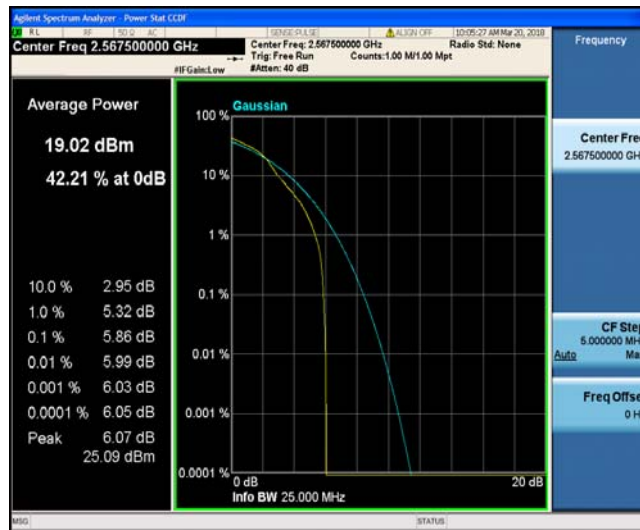 Agilent Spectrum Analyzer - Power Stat CCDF
RL RF 50 Ω AC SENSE:PULSE ALIGN OFF 10:05:27 AM Mar 20, 2018
Center Freq 2.567500000 GHz
Center Freq: 2.567500000 GHz Radio Std: None
Trig: Free Run Counts:1.00 M/1.00 Mpt
#IFGain:Low #Atten: 40 dB
Frequency
Average Power
19.02 dBm
42.21 % at 0dB
10.0 % 2.95 dB
1.0 % 5.32 dB
0.1 % 5.86 dB
0.01 % 5.99 dB
0.001 % 6.03 dB
0.0001 % 6.05 dB
Peak 6.07 dB
25.09 dBm
Gaussian
100 %
10 %
1 %
0.1 %
0.01 %
0.001 %
0.0001 %
0 dB 20 dB
Info BW 25.000 MHz
Center Fre
2.567500000 GH
CF Ste
5.000000 MH
Auto Ma
Freq Offse
0 H
MSG STATUS